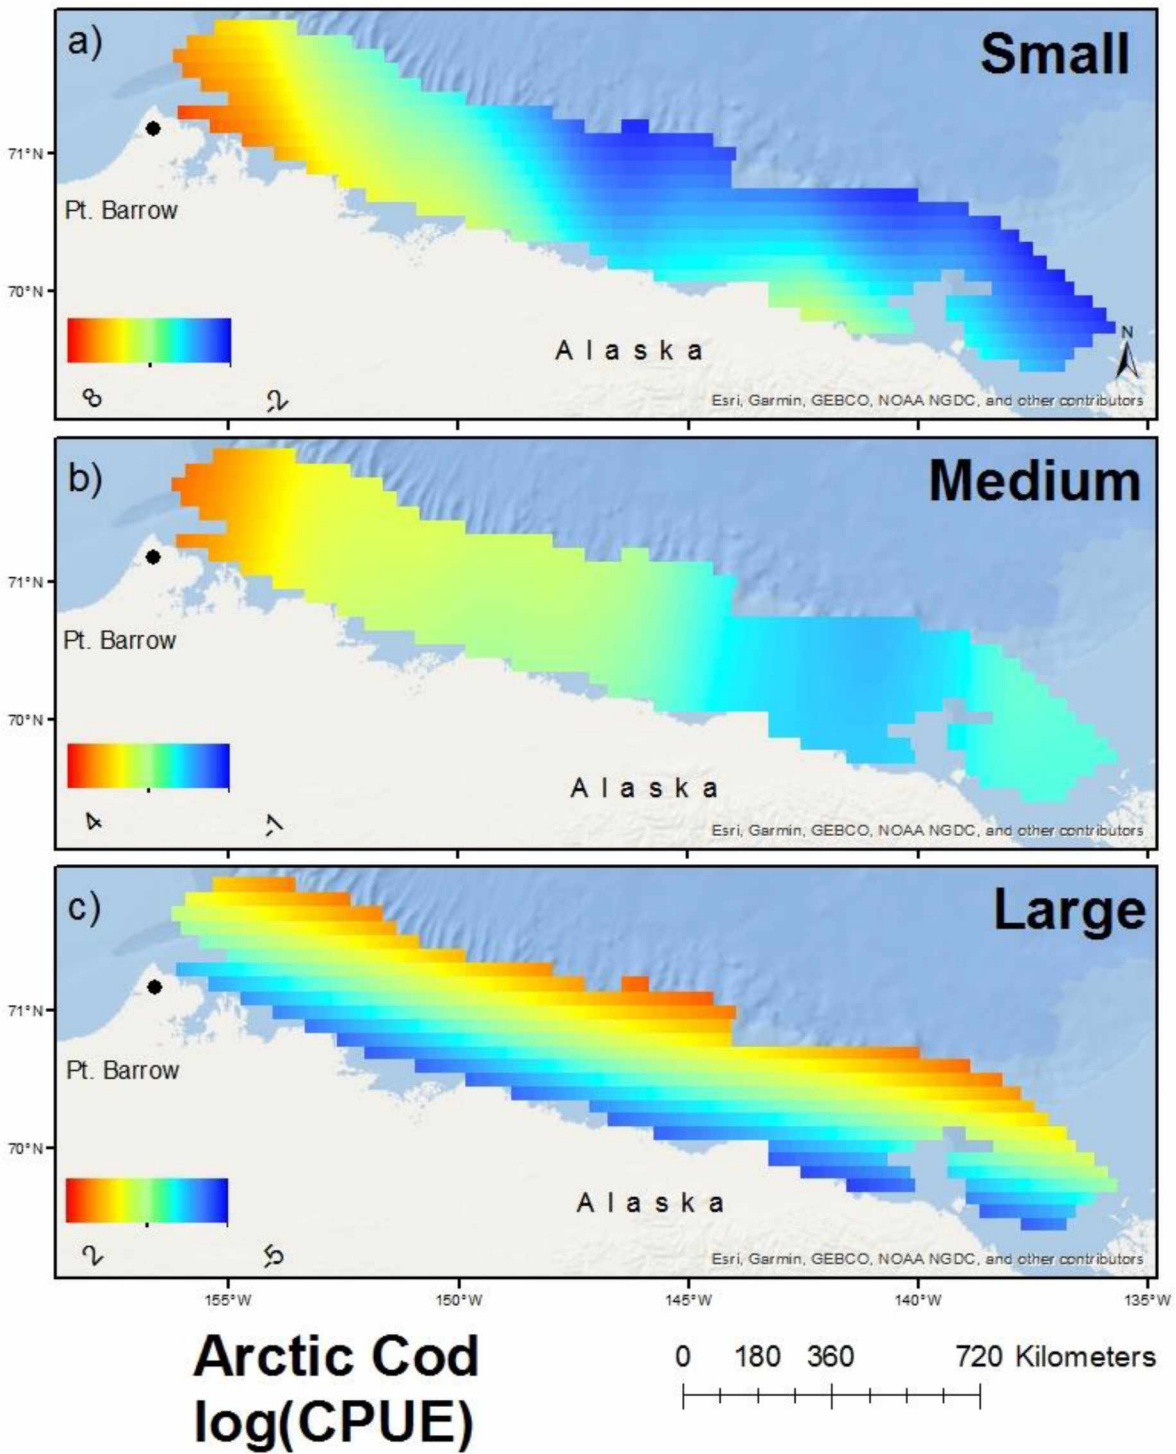 a)
Small
71°N
Pt. Barrow
70°N
Alaska
N
8
-2
Esri, Garmin, GEBCO, NOAA NGDC, and other contributors
b)
Medium
71°N
Pt. Barrow
70°N
Alaska
4
-1
Esri, Garmin, GEBCO, NOAA NGDC, and other contributors
c)
Large
71°N
Pt. Barrow
70°N
Alaska
2
-5
Esri, Garmin, GEBCO, NOAA NGDC, and other contributors
155°W 150°W 145°W 140°W 135°W
Arctic Cod
log(CPUE)
0 180 360 720 Kilometers